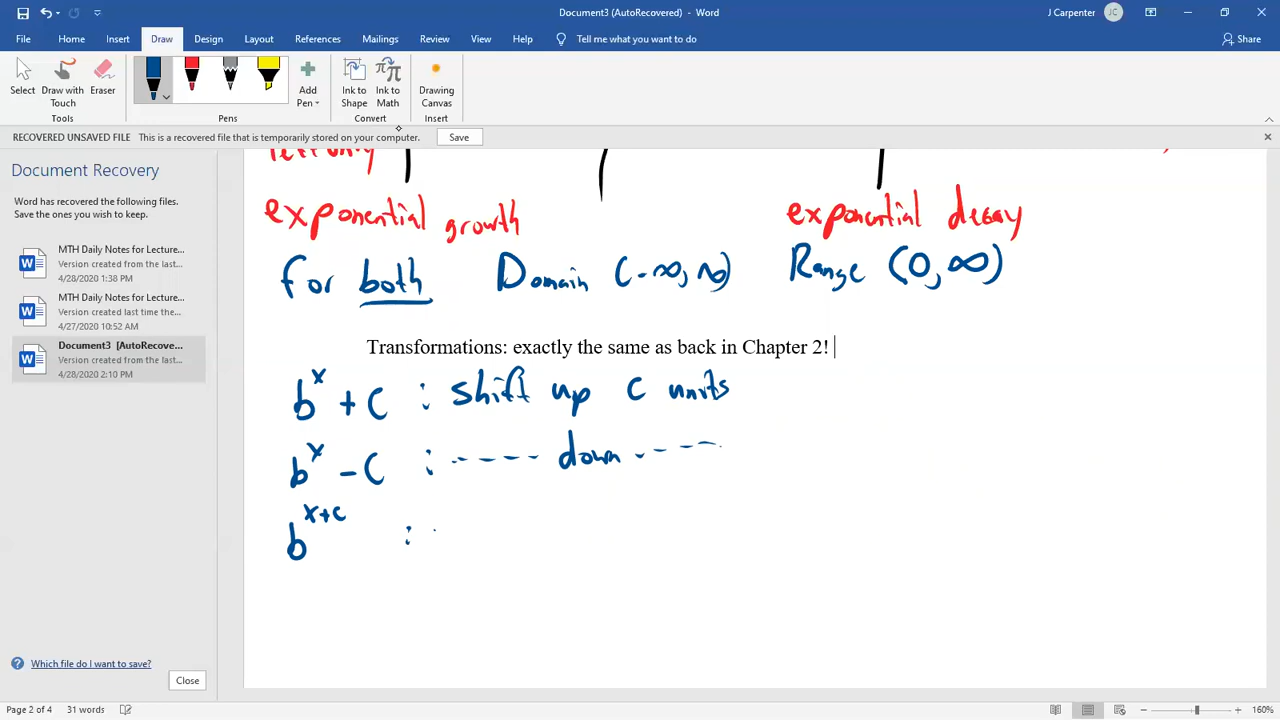 Document3 (AutoRecovered) - Word
J Carpenter JC
File Home Insert Draw Design Layout References Mailings Review View Help Tell me what you want to do Share
Select Draw with Touch Eraser Add Pen Ink to Shape Ink to Math Drawing Canvas
Tools Pens Convert Insert
RECOVERED UNSAVED FILE This is a recovered file that is temporarily stored on your computer. Save
Document Recovery
Word has recovered the following files.
Save the ones you wish to keep.
MTH Daily Notes for Lecture...
Version created from the last...
4/28/2020 1:38 PM
MTH Daily Notes for Lecture...
Version created last time the...
4/27/2020 10:52 AM
Document3 [AutoRecove...
Version created from the last...
4/28/2020 2:10 PM
Which file do I want to save?
Close
exponential growth exponential decay
for both Domain (-∞,∞) Range (0,∞)
Transformations: exactly the same as back in Chapter 2!
b^x + C : shift up C units
b^x - C : ---- down ----
b^{x+c} :
Page 2 of 4 31 words 160%